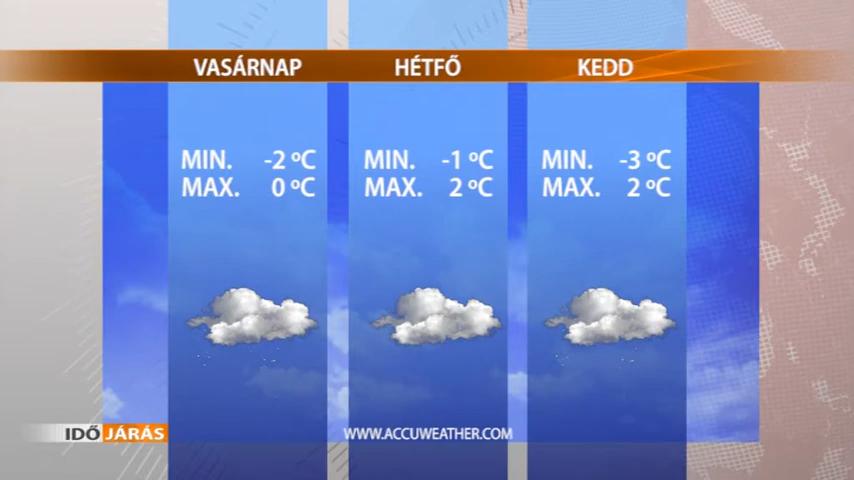 VASÁRNAP HÉTFŐ KEDD
MIN. -2 ºC MIN. -1 ºC MIN. -3 ºC
MAX. 0 ºC MAX. 2 ºC MAX. 2 ºC
IDŐJÁRÁS WWW.ACCUWEATHER.COM